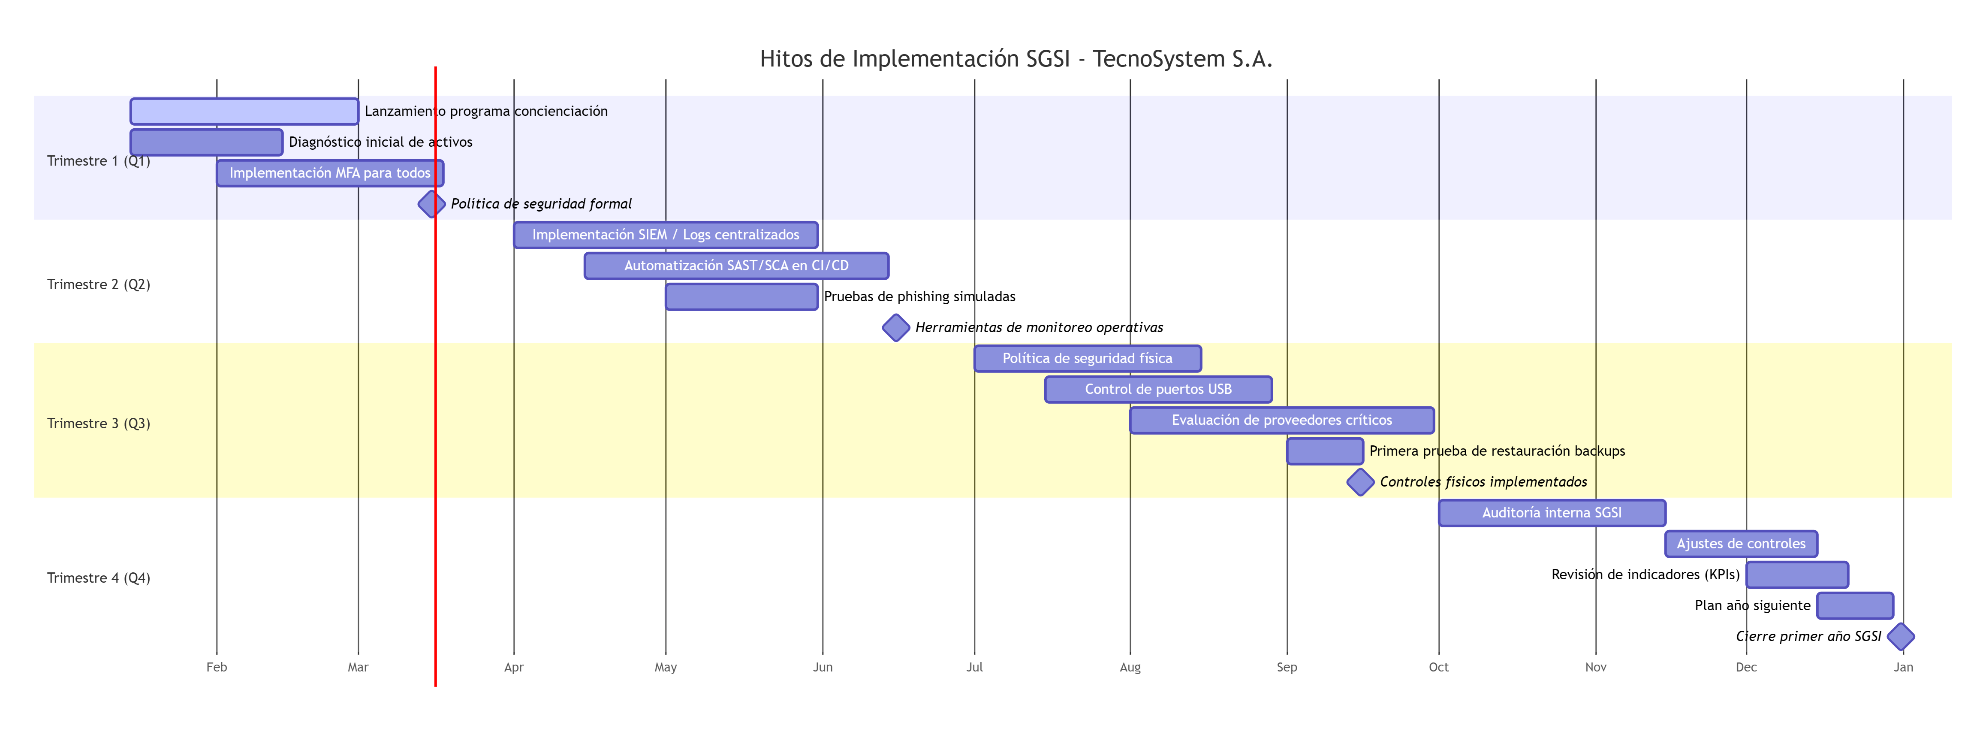 Hitos de Implementación SGSI - TecnoSystem S.A.
Trimestre 1 (Q1)
Lanzamiento programa concienciación
Diagnóstico inicial de activos
Implementación MFA para todos
Política de seguridad formal
Trimestre 2 (Q2)
Implementación SIEM / Logs centralizados
Automatización SAST/SCA en CI/CD
Pruebas de phishing simuladas
Herramientas de monitoreo operativas
Trimestre 3 (Q3)
Política de seguridad física
Control de puertos USB
Evaluación de proveedores críticos
Primera prueba de restauración backups
Controles físicos implementados
Trimestre 4 (Q4)
Auditoría interna SGSI
Ajustes de controles
Revisión de indicadores (KPIs)
Plan año siguiente
Cierre primer año SGSI
Feb Mar Apr May Jun Jul Aug Sep Oct Nov Dec Jan